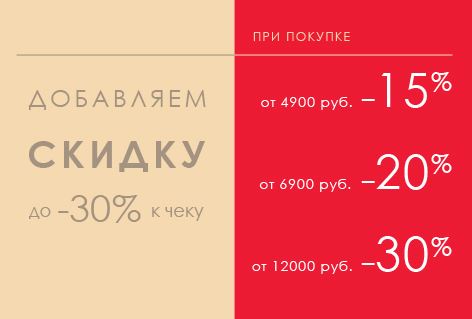 ДОБАВЛЯЕМ
СКИДКУ
до –30% к чеку
ПРИ ПОКУПКЕ
от 4900 руб. –15%
от 6900 руб. –20%
от 12000 руб. –30%